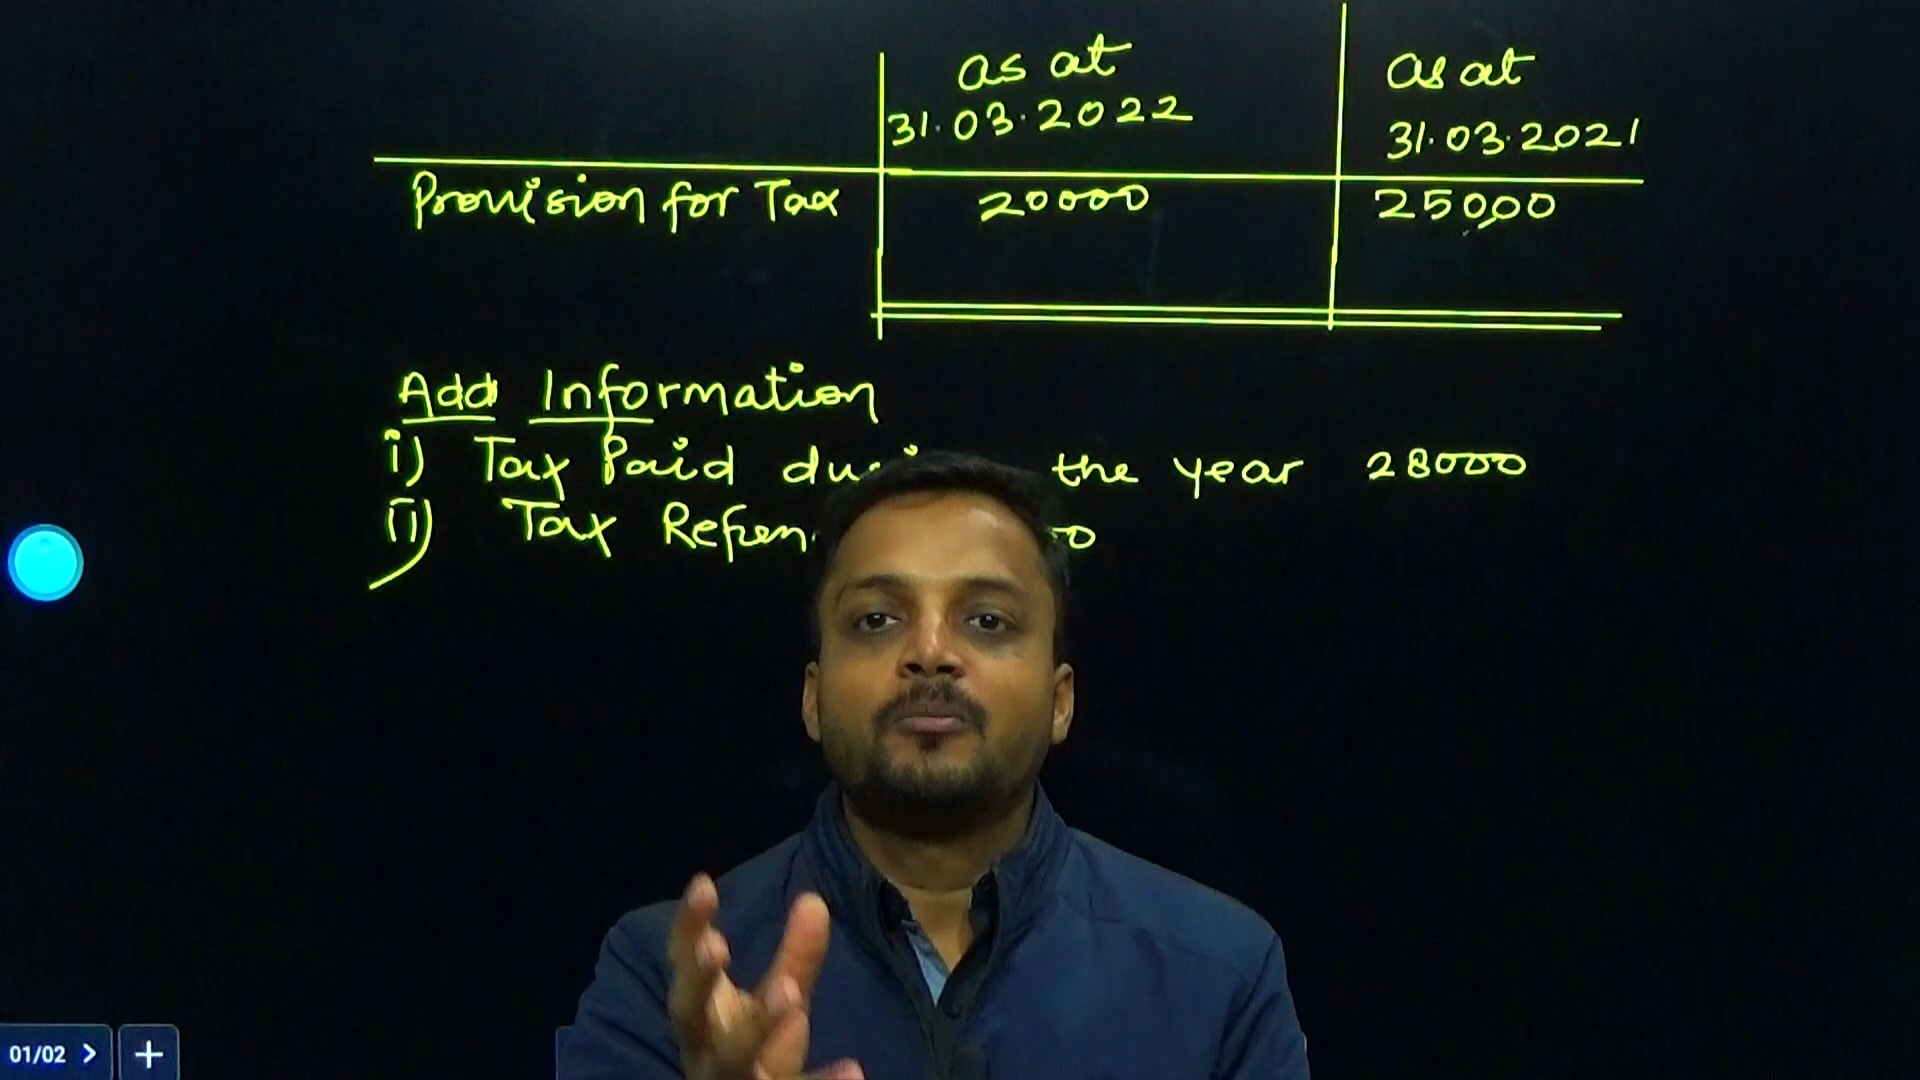 as at as at
31.03.2022 31.03.2021
Provision for Tax 20000 25000
Add Information
i) Tax Paid the year 28000
ii) Tax
01/02 >
+